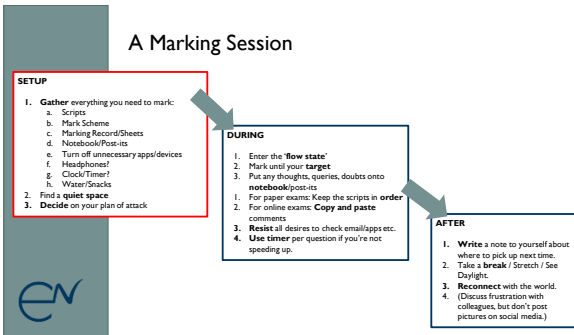 A Marking Session
SETUP
1. Gather everything you need to mark:
a. Scripts
b. Mark Scheme
c. Marking Record/Sheets
d. Notebook/Post-its
e. Turn off unnecessary apps/devices
f. Headphones?
g. Clock/Timer?
h. Water/Snacks
2. Find a quiet space
3. Decide on your plan of attack
DURING
1. Enter the ‘flow state’
2. Mark until your target
3. Put any thoughts, queries, doubts onto
notebook/post-its
1. For paper exams: Keep the scripts in order
2. For online exams: Copy and paste
comments
3. Resist all desires to check email/apps etc.
4. Use timer per question if you’re not
speeding up.
AFTER
1. Write a note to yourself about
where to pick up next time.
2. Take a break / Stretch / See
Daylight.
3. Reconnect with the world.
4. (Discuss frustration with
colleagues, but don’t post
pictures on social media.)